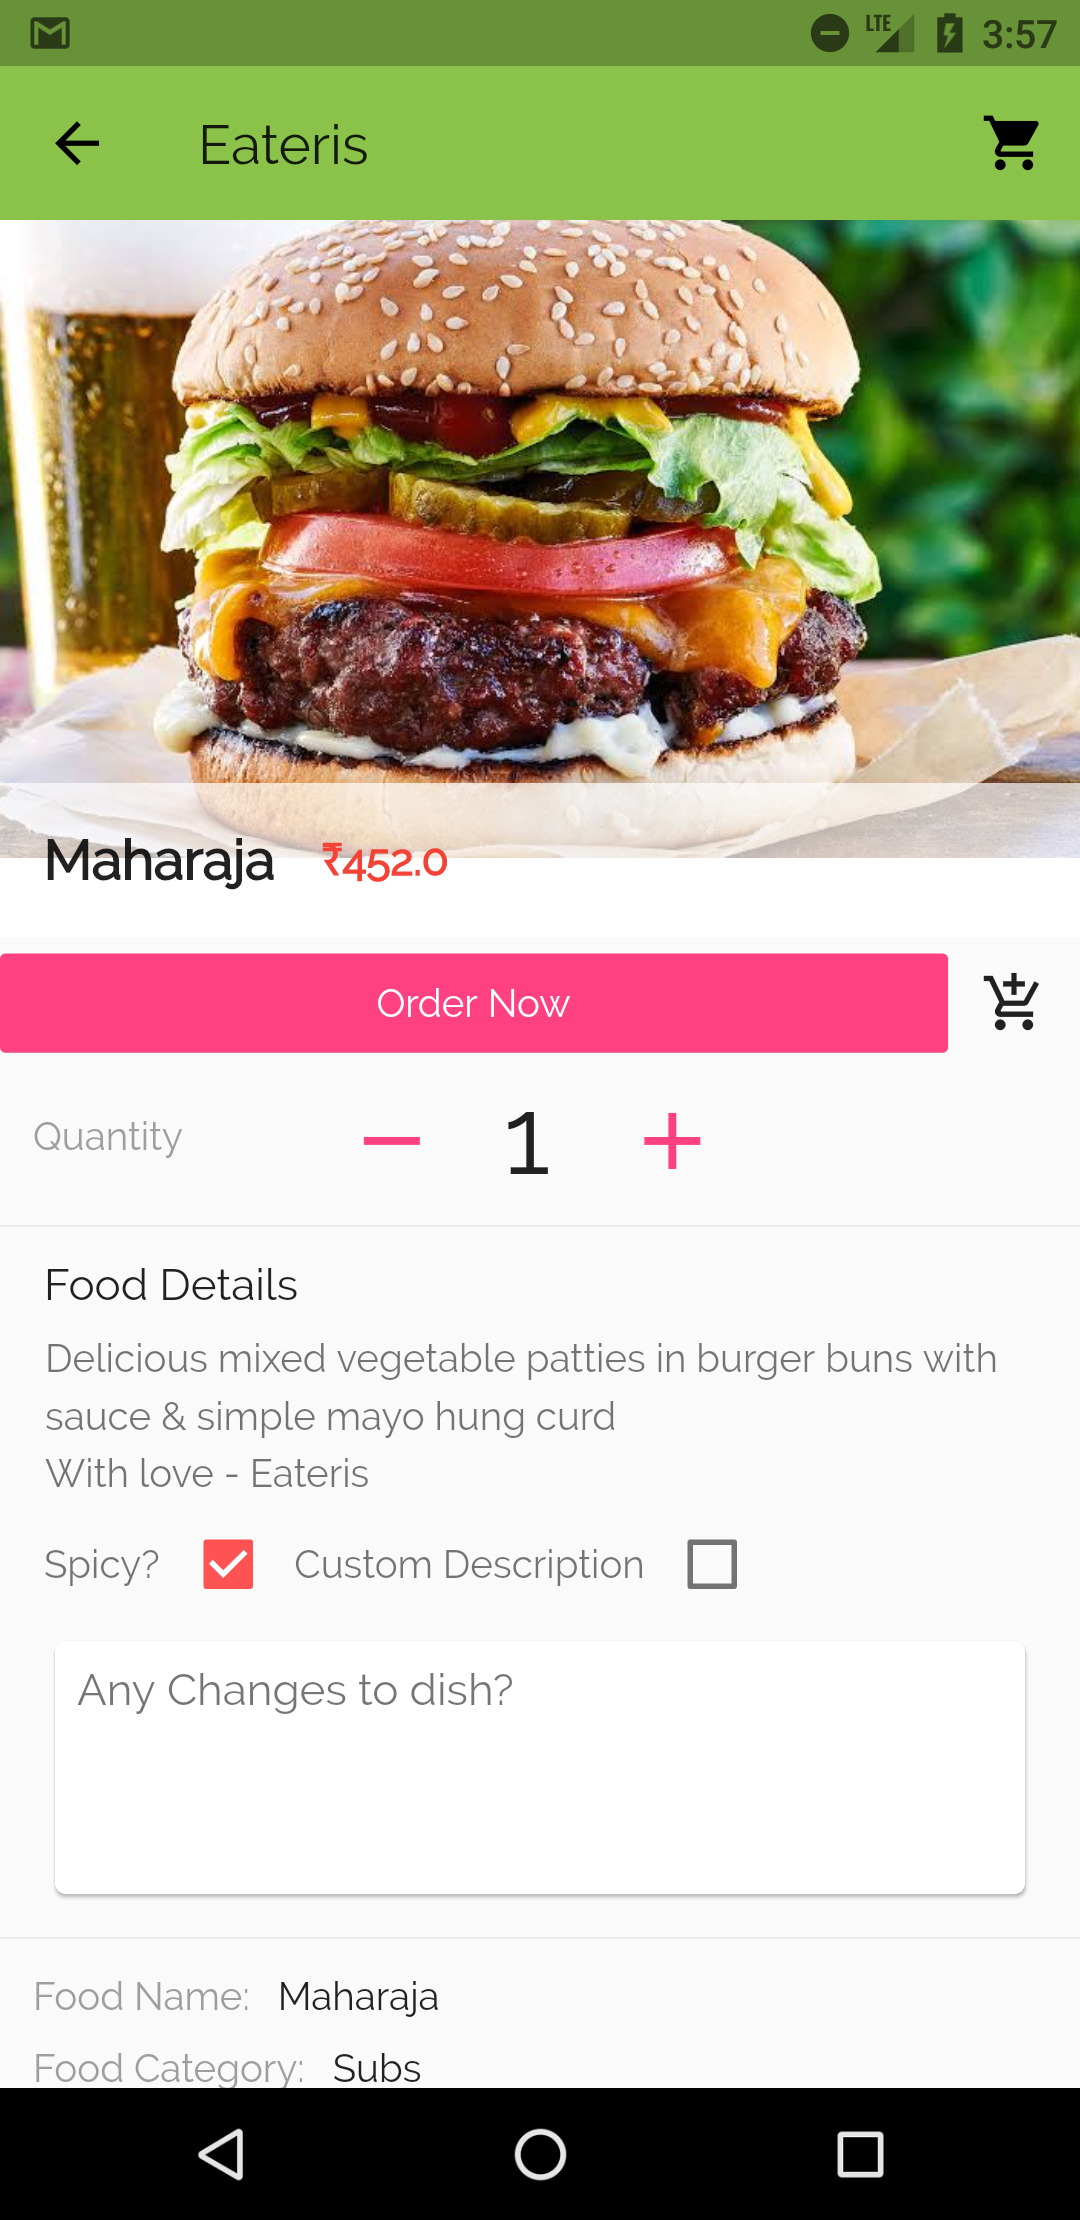 LTE 3:57
Eateris
Maharaja ₹452.0
Order Now
Quantity 1
Food Details
Delicious mixed vegetable patties in burger buns with
sauce & simple mayo hung curd
With love - Eateris
Spicy? Custom Description
Any Changes to dish?
Food Name: Maharaja
Food Category: Subs